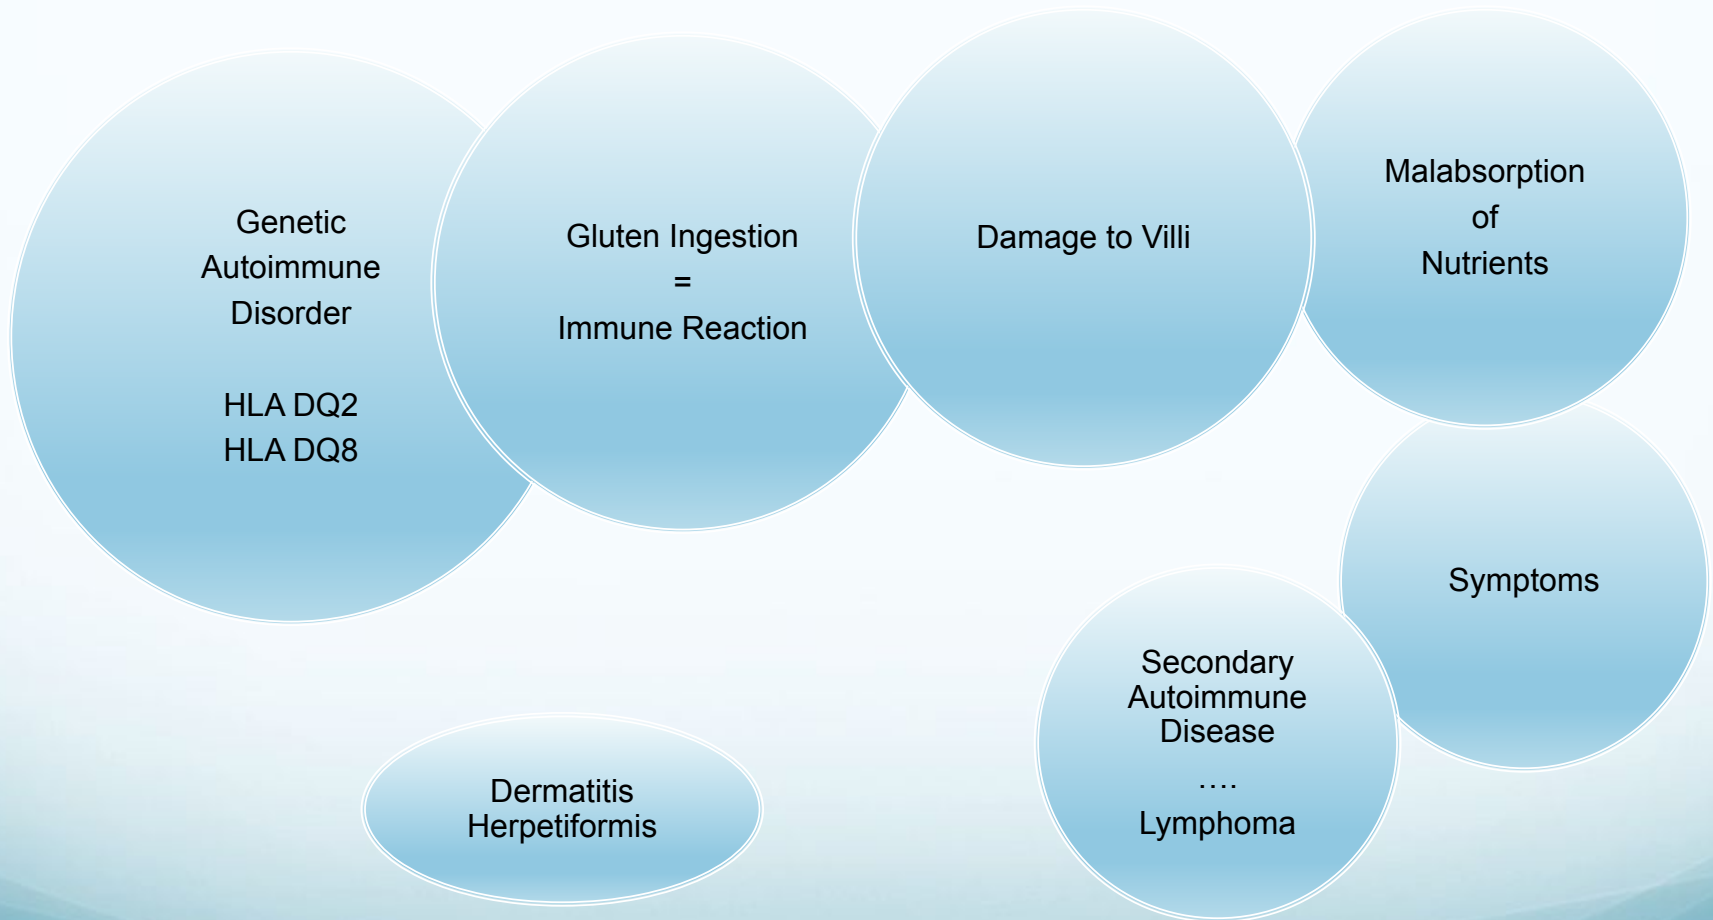 Genetic
Autoimmune
Disorder
HLA DQ2
HLA DQ8
Gluten Ingestion
=
Immune Reaction
Damage to Villi
Malabsorption
of
Nutrients
Symptoms
Secondary
Autoimmune
Disease
....
Lymphoma
Dermatitis
Herpetiformis